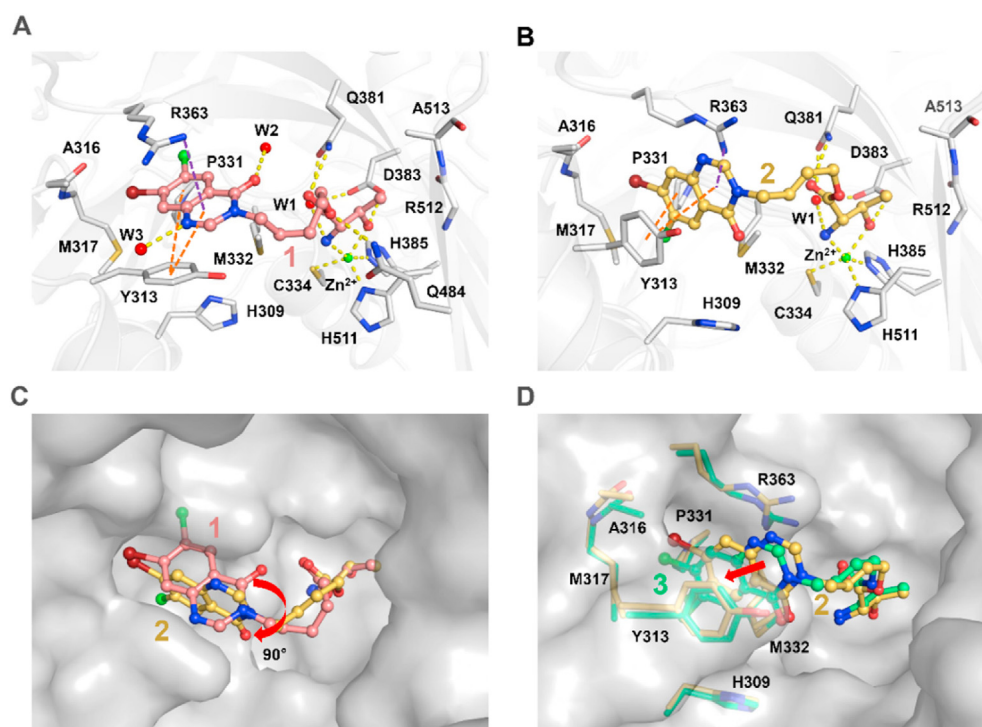 A
Q381
A513
R363
W2
A316
P331
D383
W1
R512
W3
M317
1
H385
M332
C334
Zn2+
Q484
Y313
H309
H511
B
R363
Q381
A513
A316
P331
2
D383
W1
R512
M317
Zn2+
H385
M332
Y313
C334
H309
H511
C
1
2
90°
D
R363
A316
P331
3
M317
2
Y313
M332
H309